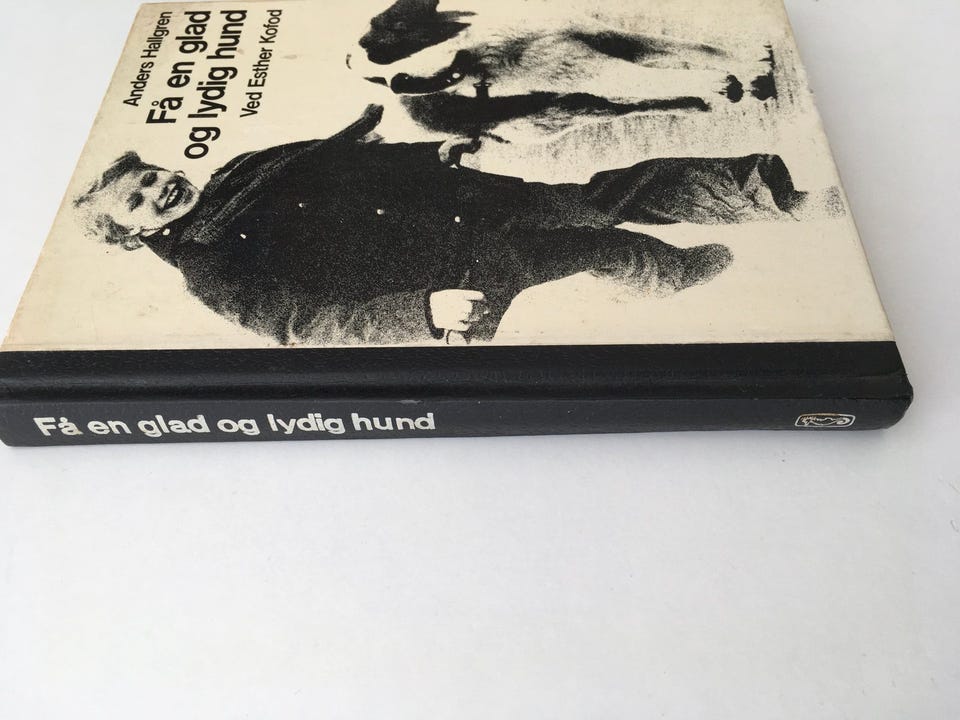 Anders Hallgren
Få en glad
og lydig hund
Ved Esther Kofod
Få en glad og lydig hund